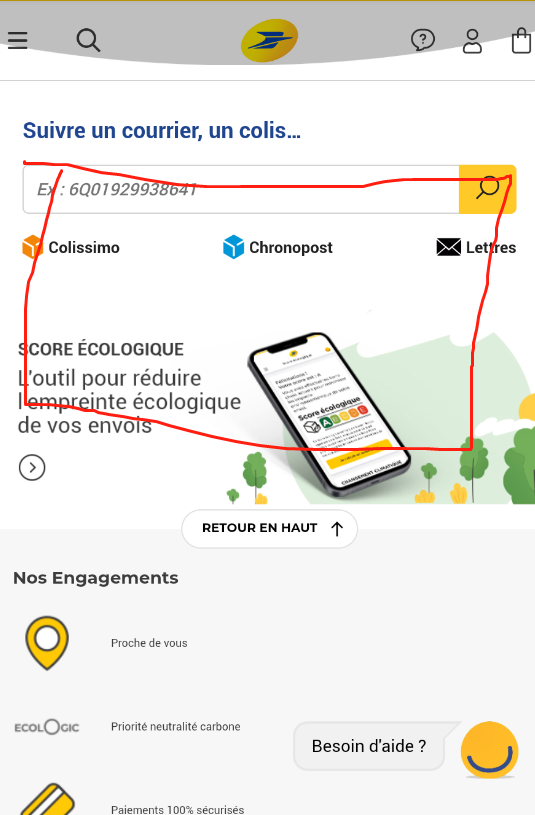 Suivre un courrier, un colis...
Ex : 6Q01929938641
Colissimo
Chronopost
Lettres
SCORE ÉCOLOGIQUE
L'outil pour réduire
l'empreinte écologique
de vos envois
Score écologique
A B C D E
CHANGEMENT CLIMATIQUE
RETOUR EN HAUT
Nos Engagements
Proche de vous
ECOLOGIC
Priorité neutralité carbone
Besoin d'aide ?
Paiements 100% sécurisés